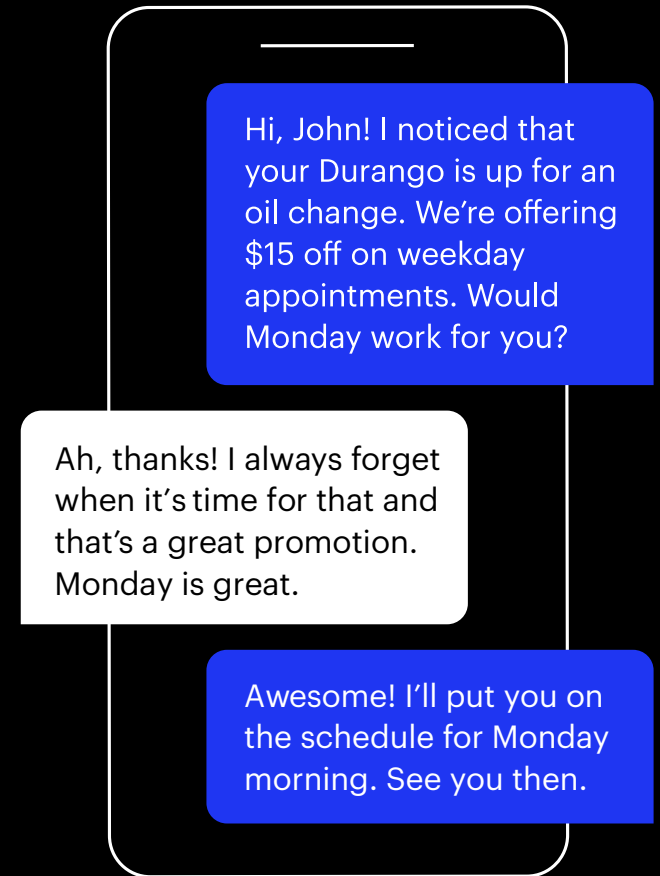 Hi, John! I noticed that
your Durango is up for an
oil change. We’re offering
$15 off on weekday
appointments. Would
Monday work for you?
Ah, thanks! I always forget
when it’s time for that and
that’s a great promotion.
Monday is great.
Awesome! I’ll put you on
the schedule for Monday
morning. See you then.